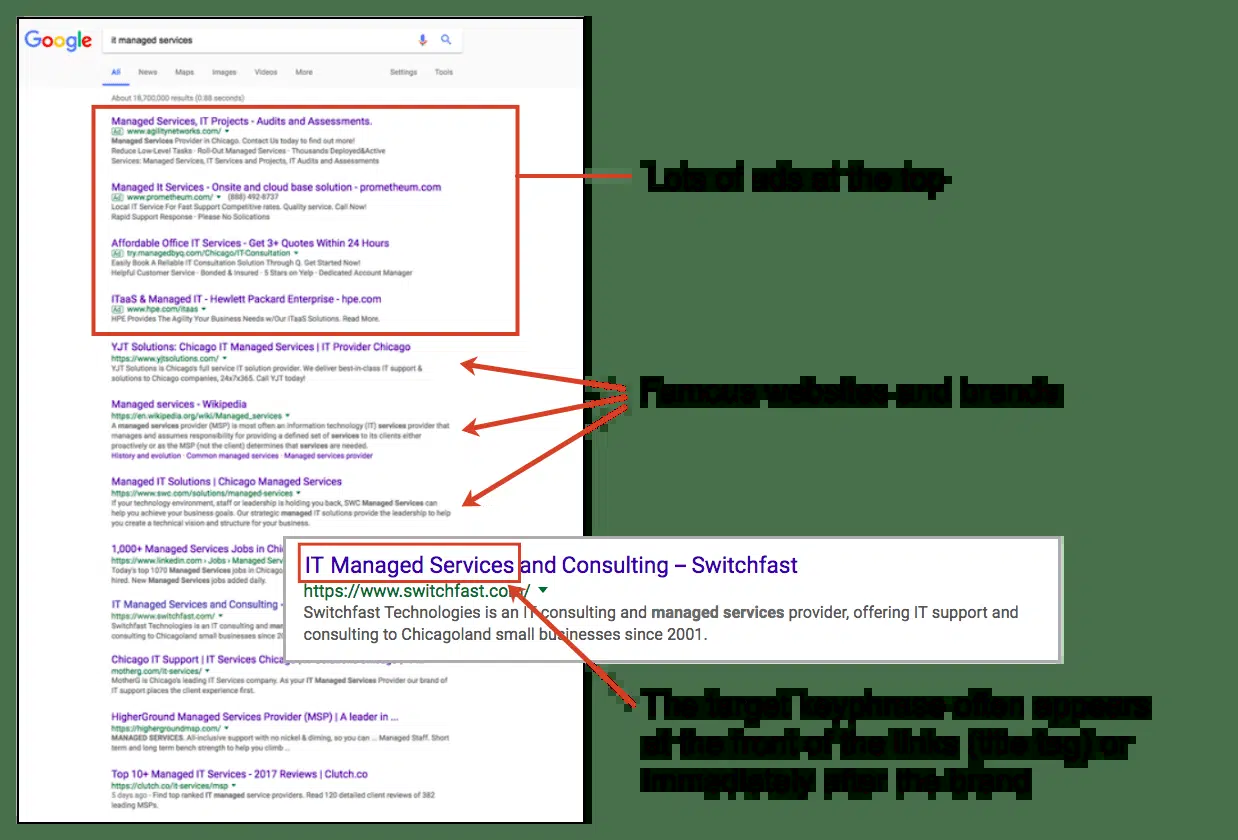 Google
it managed services
All News Maps Images Videos More Settings Tools
About 18,700,000 results (0.88 seconds)
Managed Services, IT Projects - Audits and Assessments.
Ad www.agilitynetworks.com/
Managed Services Provider in Chicago. Contact Us today to find out more!
Reduce Low-Level Tasks · Roll-Out Managed Services · Thousands Deployed&Active
Services: Managed Services, IT Services and Projects, IT Audits and Assessments
Managed It Services - Onsite and cloud base solution - prometheum.com
Ad www.prometheum.com/ (888) 492-6737
Local IT Service For Fast Support Competitive rates. Quality service. Call Now!
Rapid Support Response · Please No Solications
Affordable Office IT Services - Get 3+ Quotes Within 24 Hours
Ad try.managedbyq.com/Chicago/IT-Consultation
Easily Book A Reliable IT Consultation Solution Through Q. Get Started Now!
Helpful Customer Service · Bonded & Insured · 5 Stars on Yelp · Dedicated Account Manager
ITaaS & Managed IT - Hewlett Packard Enterprise - hpe.com
Ad www.hpe.com/itaas
HPE Provides The Agility Your Business Needs w/Our ITaaS Solutions. Read More.
Lots of ads at the top
YJT Solutions: Chicago IT Managed Services | IT Provider Chicago
https://www.yjtsolutions.com/
YJT Solutions is Chicago's full service IT solution provider. We deliver best-in-class IT support &
solutions to Chicago companies, 24x7x365. Call YJT today!
Managed services - Wikipedia
https://en.wikipedia.org/wiki/Managed_services
A managed services provider (MSP) is most often an information technology (IT) services provider that
manages and assumes responsibility for providing a defined set of services to its clients either
proactively or as the MSP (not the client) determines that services are needed.
History and evolution · Common managed services · Managed services provider
Managed IT Solutions | Chicago Managed Services
https://www.swc.com/solutions/managed-services
If your technology environment, staff or leadership is holding you back, SWC Managed Services can
help you achieve your business goals. Our strategic managed IT solutions provide the leadership to help
you create a technical vision and structure for your business.
Famous websites and brands
1,000+ Managed Services Jobs in Chi
https://www.linkedin.com › Jobs › Managed Serv
Today's top 1070 Managed Services jobs in Chicago
hired. New Managed Services jobs added daily.
IT Managed Services and Consulting -
https://www.switchfast.com/
Switchfast Technologies is an IT consulting and
consulting to Chicagoland small businesses since
IT Managed Services and Consulting – Switchfast
https://www.switchfast.com/
Switchfast Technologies is an IT consulting and managed services provider, offering IT support and
consulting to Chicagoland small businesses since 2001.
Chicago IT Support | IT Services
motherg.com/it-services/
MotherG is Chicago's leading IT Services company. As your IT Managed Services Provider our brand of
IT support places the client experience first.
HigherGround Managed Services Provider (MSP) | A leader in ...
https://highergroundmsp.com/
MANAGED SERVICES. All-inclusive support with no nickel & diming, so you can ... Managed Staff. Short
term and long term bench strength to help you climb ...
Top 10+ Managed IT Services - 2017 Reviews | Clutch.co
https://clutch.co/it-services/msp
5 days ago - Find top ranked IT managed service providers. Read 120 detailed client reviews of 382
leading MSPs.
The target keyphrase often appears
at the front of the links (title tag) or
immediately after the brand